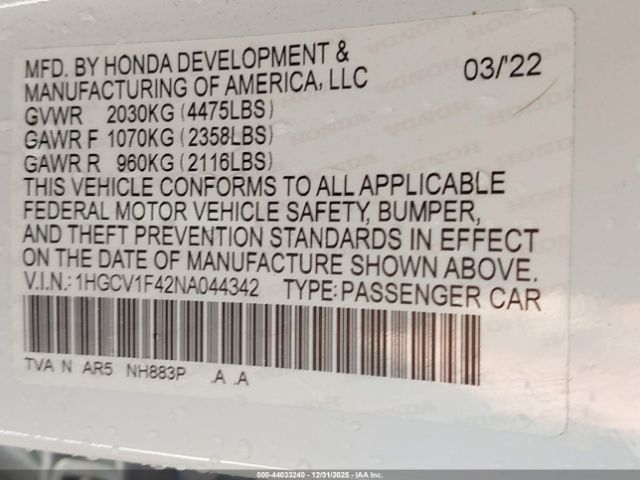 MFD. BY HONDA DEVELOPMENT & 03/'22
MANUFACTURING OF AMERICA, LLC
GVWR 2030KG (4475LBS)
GAWR F 1070KG (2358LBS)
GAWR R 960KG (2116LBS)
THIS VEHICLE CONFORMS TO ALL APPLICABLE
FEDERAL MOTOR VEHICLE SAFETY, BUMPER,
AND THEFT PREVENTION STANDARDS IN EFFECT
ON THE DATE OF MANUFACTURE SHOWN ABOVE.
V.I.N.: 1HGCV1F42NA044342 TYPE: PASSENGER CAR
TVA N AR5 NH883P .A .A
000-44033240 - 12/31/2025 - IAA Inc.